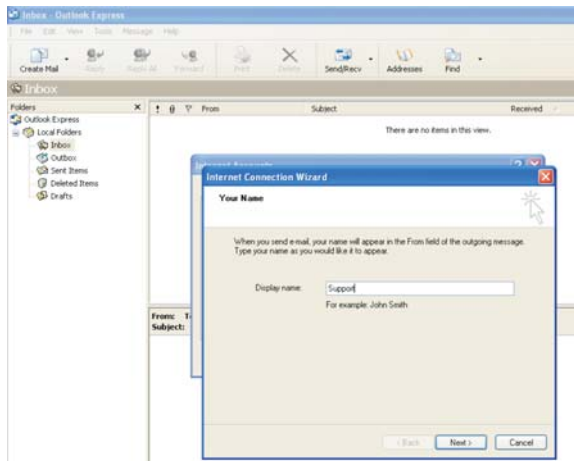 Inbox - Outlook Express
File Edit View Tools Message Help
Create Mail Reply Reply All Forward Print Delete Send/Recv Addresses Find
Inbox
Folders
! From Subject Received
Outlook Express
There are no items in this view.
Local Folders
Inbox
Outbox
Sent Items
Deleted Items
Drafts
Internet Accounts
Internet Connection Wizard
Your Name
When you send e-mail, your name will appear in the From field of the outgoing message.
Type your name as you would like it to appear.
Display name: Support
For example: John Smith
From:
Subject:
< Back Next > Cancel